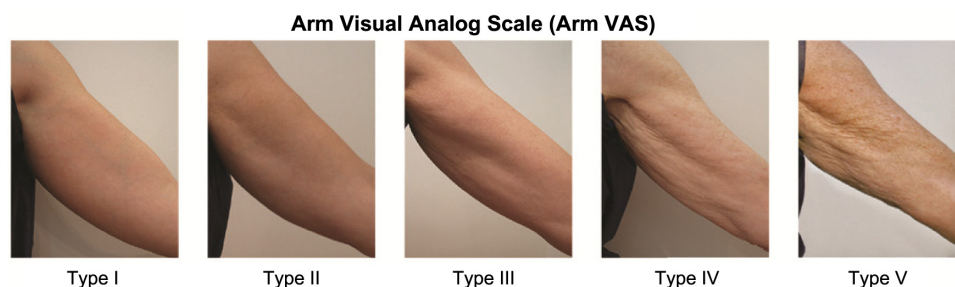 Arm Visual Analog Scale (Arm VAS)
Type I
Type II
Type III
Type IV
Type V